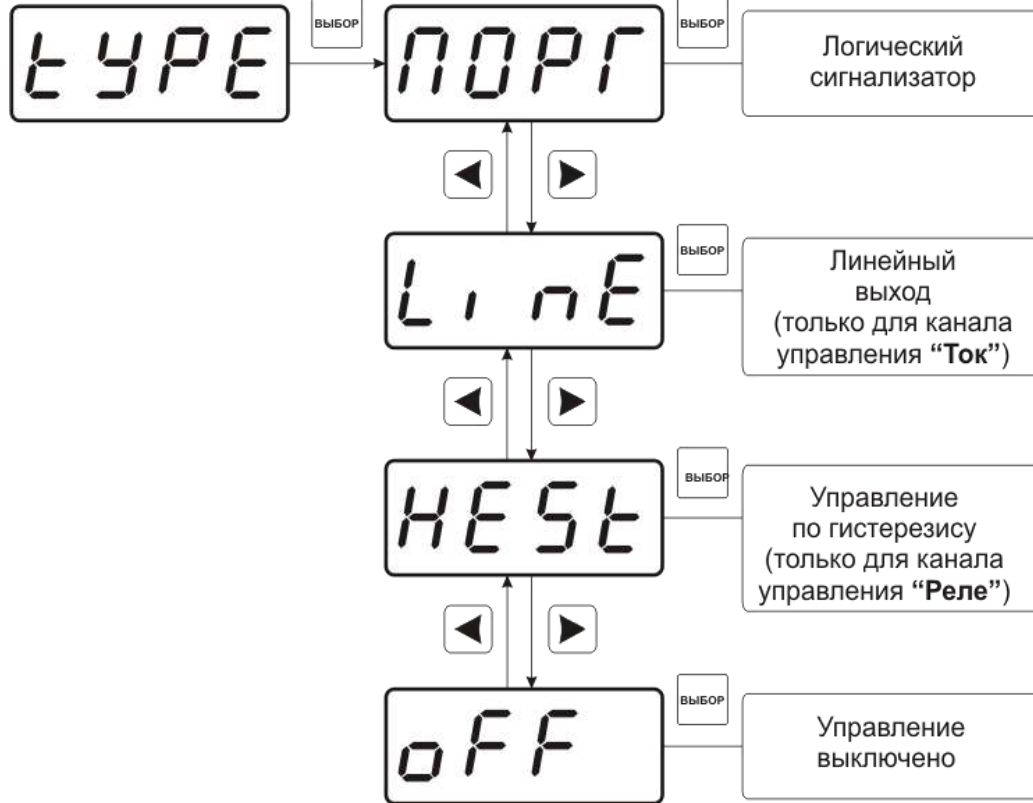 tYPE
ВЫБОР
ПОРГ
ВЫБОР
Логический
сигнализатор
LinE
ВЫБОР
Линейный
выход
(только для канала
управления “Ток”)
HESt
ВЫБОР
Управление
по гистерезису
(только для канала
управления “Реле”)
oFF
ВЫБОР
Управление
выключено